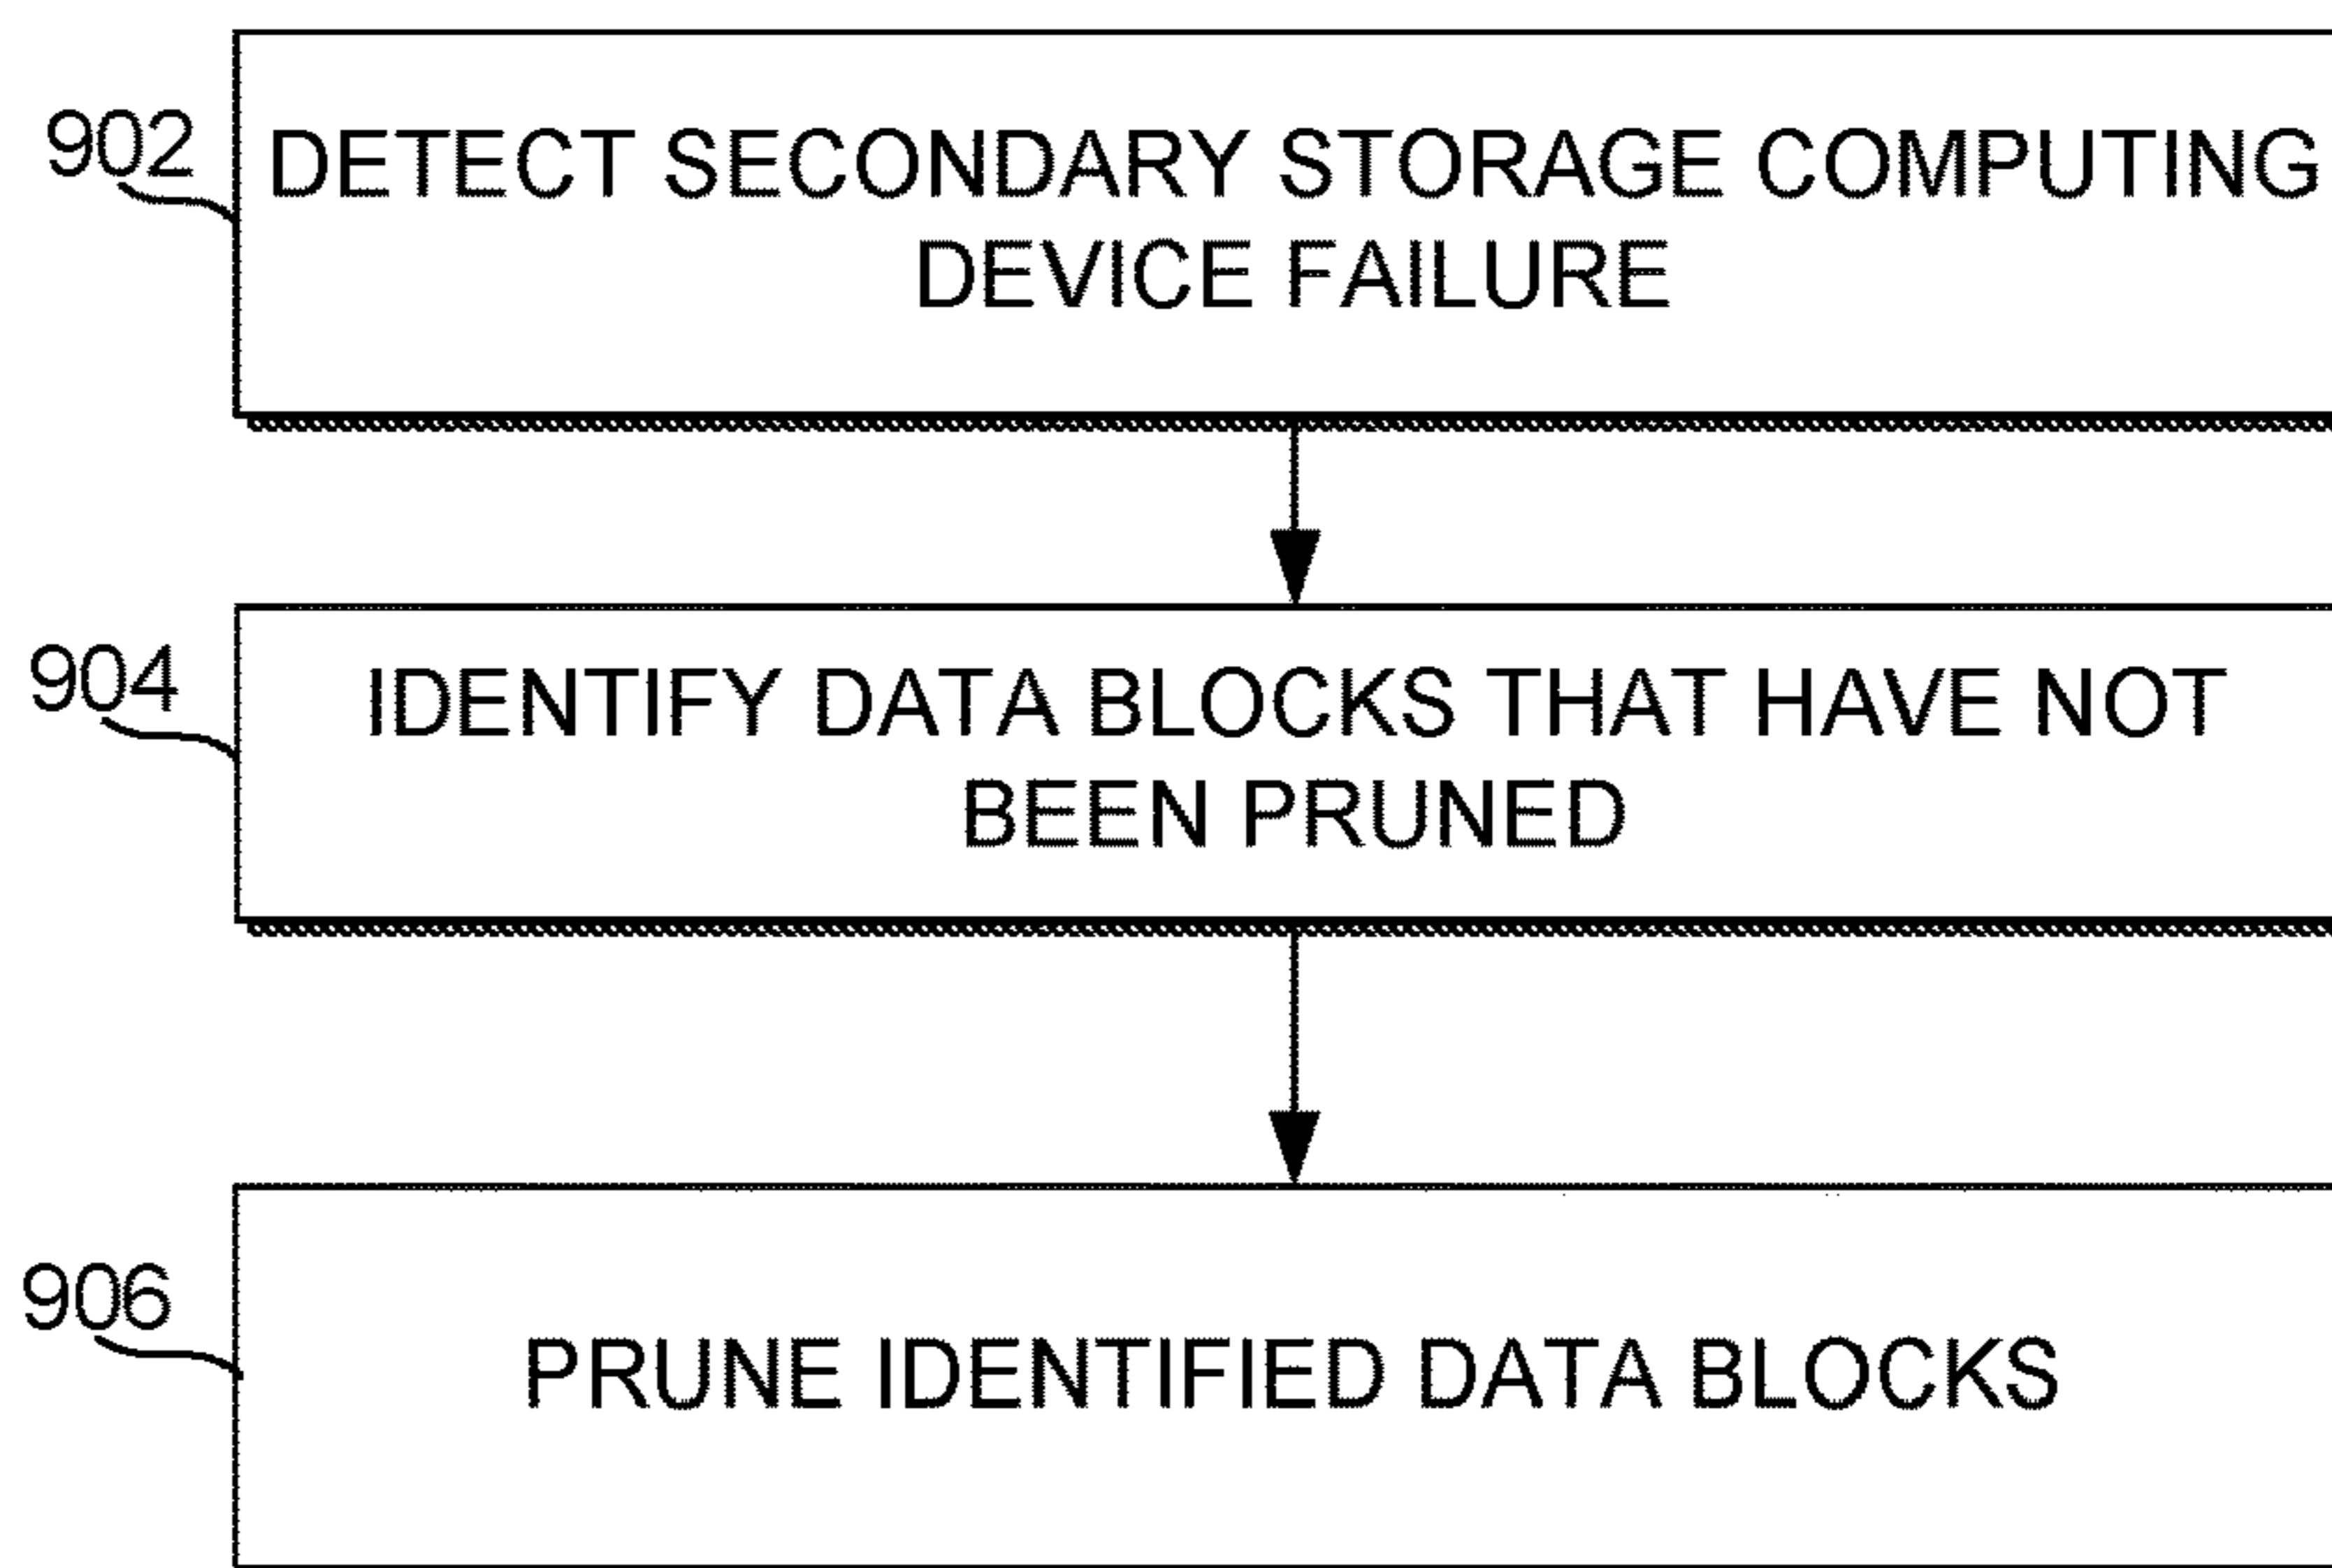 902
DETECT SECONDARY STORAGE COMPUTING
DEVICE FAILURE
904
IDENTIFY DATA BLOCKS THAT HAVE NOT
BEEN PRUNED
906
PRUNE IDENTIFIED DATA BLOCKS